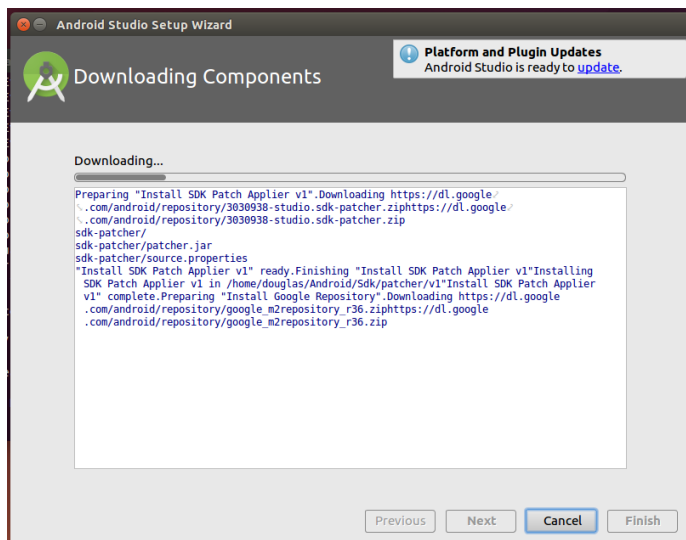 Android Studio Setup Wizard
Platform and Plugin Updates
Android Studio is ready to update.
Downloading Components
Downloading...
Preparing "Install SDK Patch Applier v1".Downloading https://dl.google
.com/android/repository/3030938-studio.sdk-patcher.ziphttps://dl.google
.com/android/repository/3030938-studio.sdk-patcher.zip
sdk-patcher/
sdk-patcher/patcher.jar
sdk-patcher/source.properties
"Install SDK Patch Applier v1" ready.Finishing "Install SDK Patch Applier v1"Installing
SDK Patch Applier v1 in /home/douglas/Android/Sdk/patcher/v1"Install SDK Patch Applier
v1" complete.Preparing "Install Google Repository".Downloading https://dl.google
.com/android/repository/google_m2repository_r36.ziphttps://dl.google
.com/android/repository/google_m2repository_r36.zip
Previous
Next
Cancel
Finish